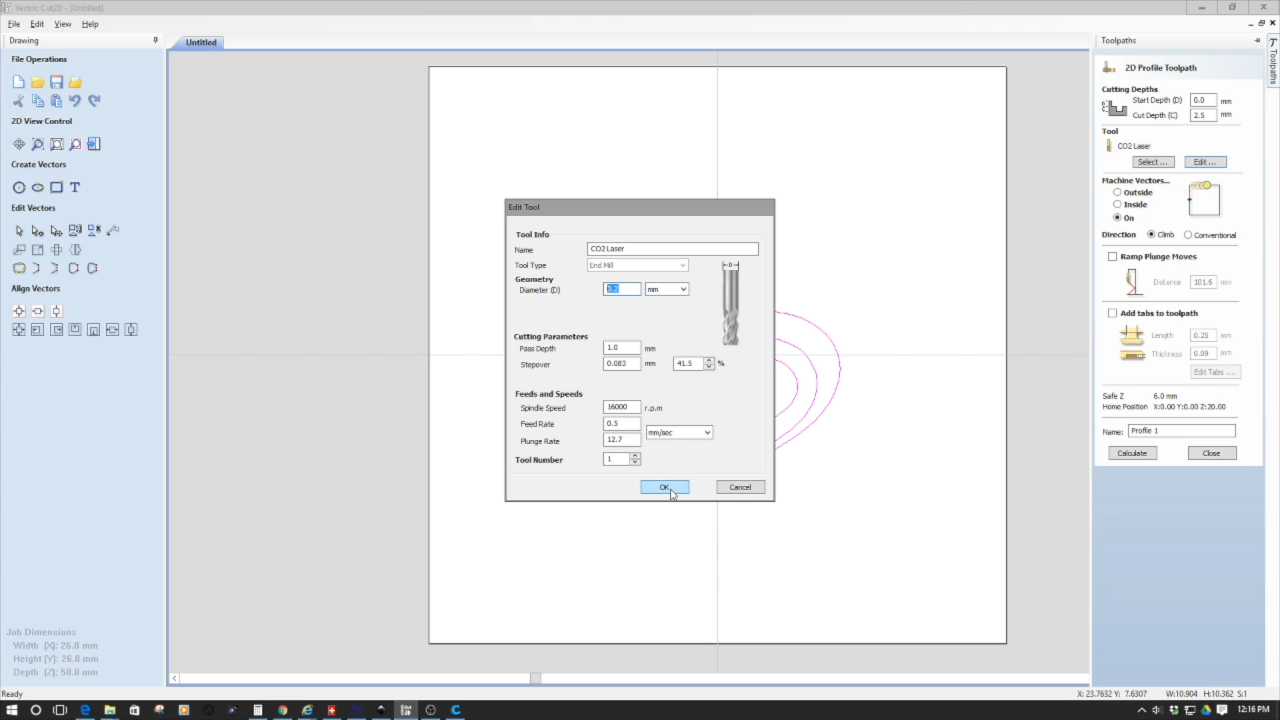 Vectric Cut2D - [Untitled]
File Edit View Help
Drawing
File Operations
2D View Control
Create Vectors
T
Edit Vectors
Align Vectors
Job Dimensions
Width [X]: 26.0 mm
Height [Y]: 26.0 mm
Depth [Z]: 50.0 mm
Ready
Untitled
Edit Tool
Tool Info
Name CO2 Laser
Tool Type End Mill
Geometry
Diameter (D) mm
D
Cutting Parameters
Pass Depth 1.0 mm
Stepover 0.083 mm 41.5 %
Feeds and Speeds
Spindle Speed 16000 r.p.m
Feed Rate 0.5
mm/sec
Plunge Rate 12.7
Tool Number 1
OK Cancel
Toolpaths
Toolpaths
2D Profile Toolpath
Cutting Depths
Start Depth (D) 0.0 mm
Cut Depth (C) 2.5 mm
Tool
CO2 Laser
Select ... Edit ...
Machine Vectors...
Outside
Inside
On
Direction Climb Conventional
Ramp Plunge Moves
Distance 101.6 mm
Add tabs to toolpath
Length 0.25 mm
Thickness 0.09 mm
Edit Tabs ....
Safe Z 6.0 mm
Home Position X:0.00 Y:0.00 Z:20.00
Name: Profile 1
Calculate Close
X: 23.7632 Y: 7.6307 W:10.904 H:10.362 S:1
12:16 PM